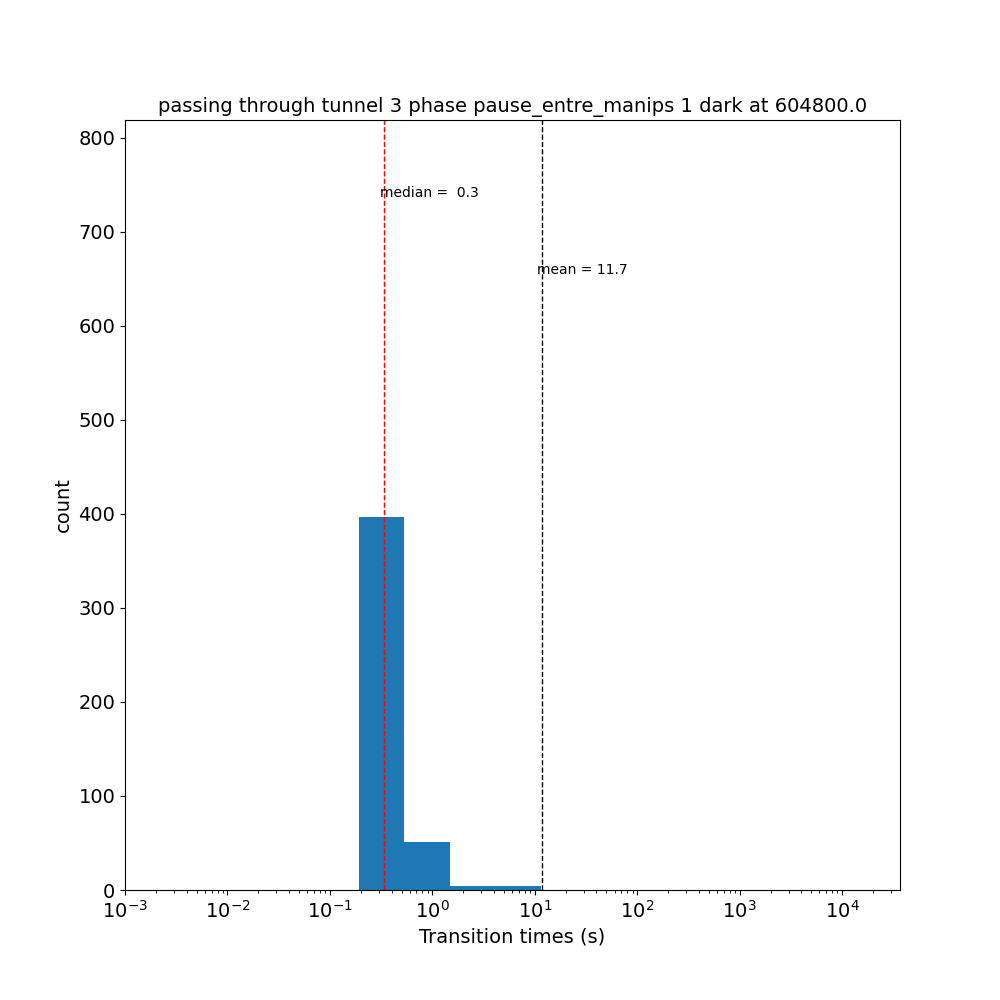 passing through tunnel 3 phase pause_entre_manips 1 dark at 604800.0
800
median =  0.3
700
mean = 11.7
600
500
count
400
300
200
100
0
10⁻³ 10⁻² 10⁻¹ 10⁰ 10¹ 10² 10³ 10⁴
Transition times (s)